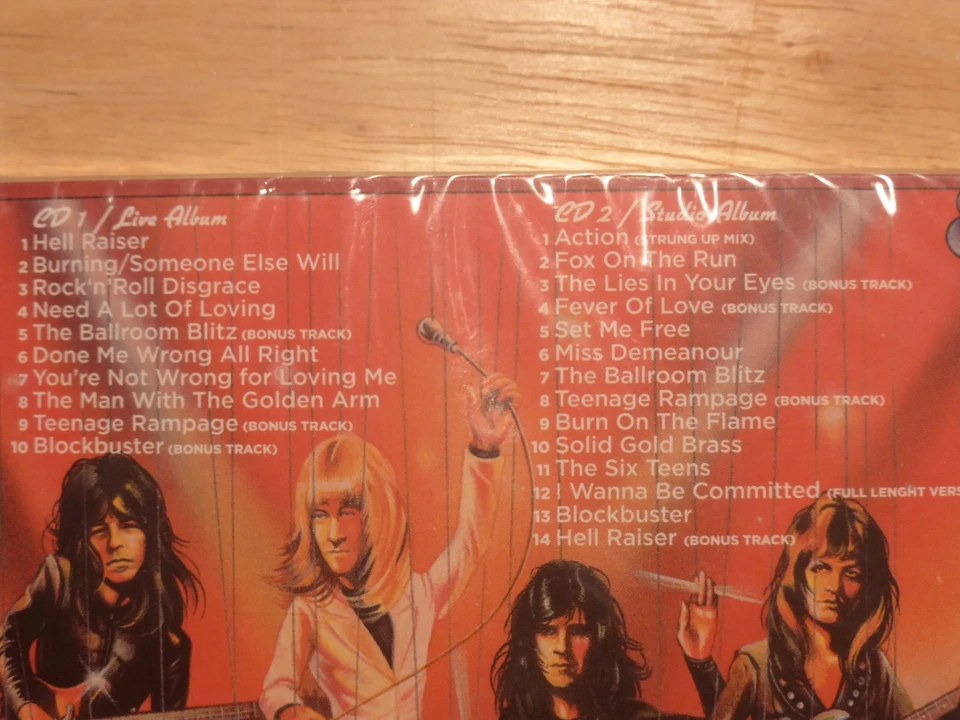 CD 1 / Live Album
1 Hell Raiser
2 Burning/Someone Else Will
3 Rock'n'Roll Disgrace
4 Need A Lot Of Loving
5 The Ballroom Blitz (BONUS TRACK)
6 Done Me Wrong All Right
7 You're Not Wrong for Loving Me
8 The Man With The Golden Arm
9 Teenage Rampage (BONUS TRACK)
10 Blockbuster (BONUS TRACK)
CD 2 / Studio Album
1 Action (STRUNG UP MIX)
2 Fox On The Run
3 The Lies In Your Eyes (BONUS TRACK)
4 Fever Of Love (BONUS TRACK)
5 Set Me Free
6 Miss Demeanour
7 The Ballroom Blitz
8 Teenage Rampage (BONUS TRACK)
9 Burn On The Flame
10 Solid Gold Brass
11 The Six Teens
12 I Wanna Be Committed (FULL LENGHT VERS
13 Blockbuster
14 Hell Raiser (BONUS TRACK)